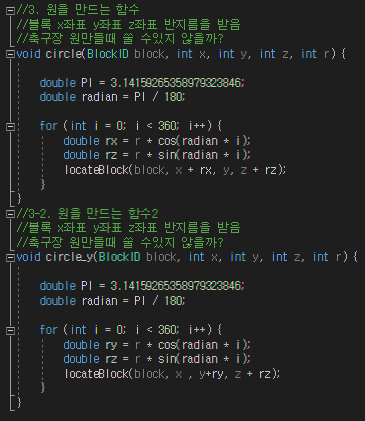 //3. 원을 만드는 함수
//블록 x좌표 y좌표 z좌표 반지름을 받음
//축구장 원만들때 쓸 수있지 않을까?
void circle(BlockID block, int x, int y, int z, int r) {
double PI = 3.14159265358979323846;
double radian = PI / 180;
for (int i = 0; i < 360; i++) {
double rx = r * cos(radian * i);
double rz = r * sin(radian * i);
locateBlock(block, x + rx, y, z + rz);
}
}
//3-2. 원을 만드는 함수2
//블록 x좌표 y좌표 z좌표 반지름을 받음
//축구장 원만들때 쓸 수있지 않을까?
void circle_y(BlockID block, int x, int y, int z, int r) {
double PI = 3.14159265358979323846;
double radian = PI / 180;
for (int i = 0; i < 360; i++) {
double ry = r * cos(radian * i);
double rz = r * sin(radian * i);
locateBlock(block, x , y+ry, z + rz);
}
}